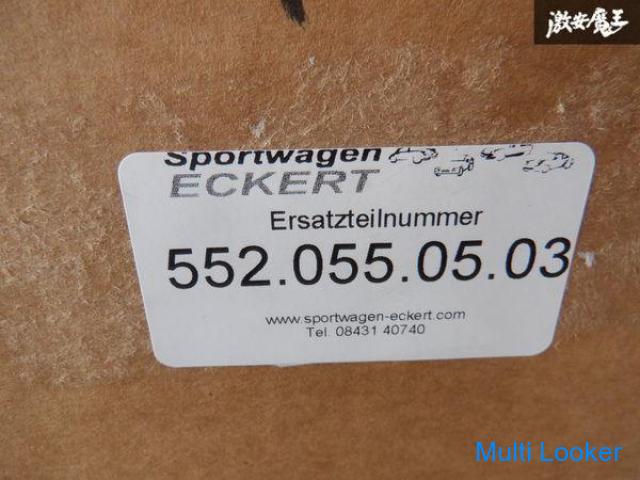 激安魔王
Sportwagen
ECKERT
Ersatzteilnummer
552.055.05.03
www.sportwagen-eckert.com
Tel. 08431 40740
Multi Looker